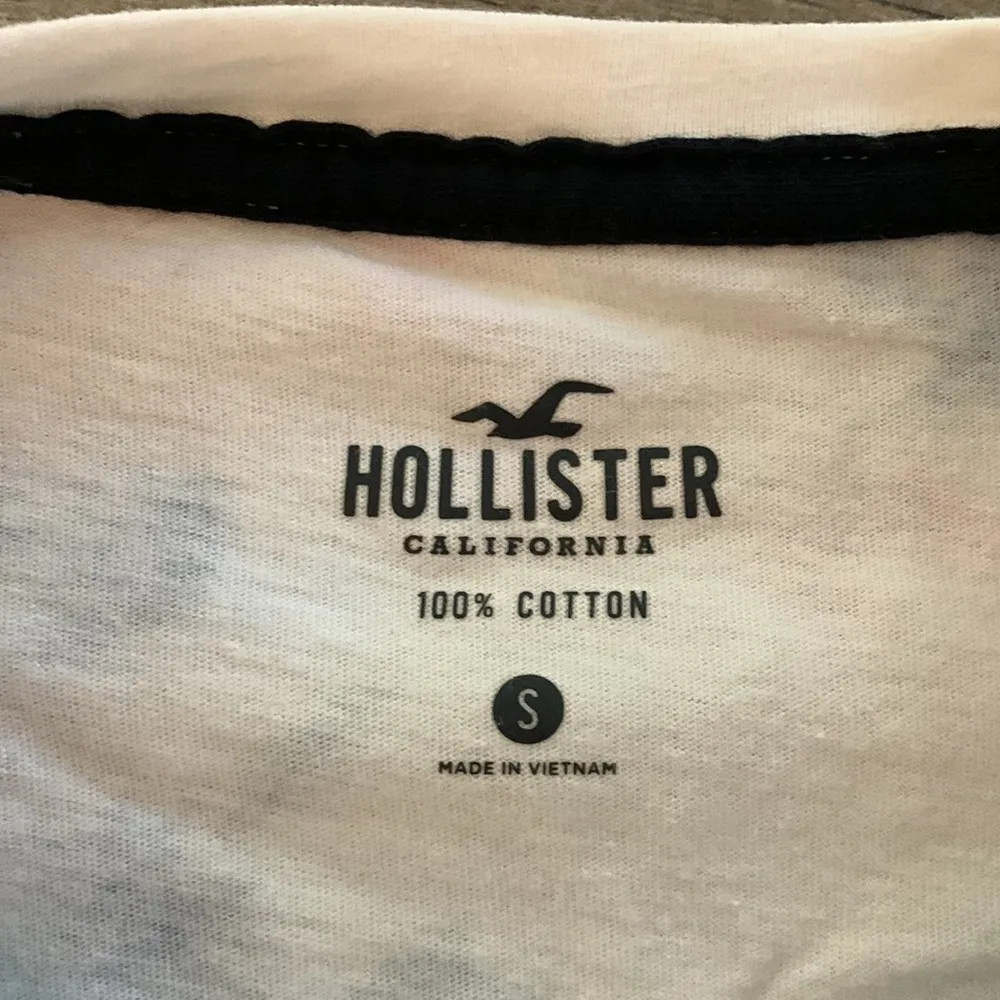 HOLLISTER
CALIFORNIA
100% COTTON
S
MADE IN VIETNAM